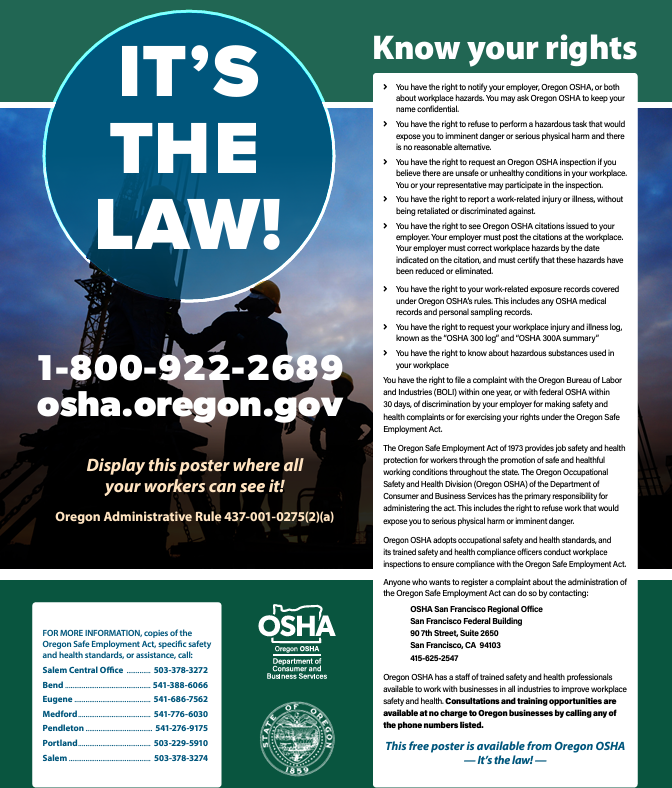 IT'S
THE
LAW!
1-800-922-2689
osha.oregon.gov
Display this poster where all
your workers can see it!
Oregon Administrative Rule 437-001-0275(2)(a)
FOR MORE INFORMATION, copies of the
Oregon Safe Employment Act, specific safety
and health standards, or assistance, call:
Salem Central Office ........... 503-378-3272
Bend ................................ 541-388-6066
Eugene ............................. 541-686-7562
Medford ........................... 541-776-6030
Pendleton ........................ 541-276-9175
Portland ........................... 503-229-5910
Salem ............................... 503-378-3274
OSHA
Oregon OSHA
Department of
Consumer and
Business Services
STATE OF OREGON
1859
Know your rights
› You have the right to notify your employer, Oregon OSHA, or both
about workplace hazards. You may ask Oregon OSHA to keep your
name confidential.
› You have the right to refuse to perform a hazardous task that would
expose you to imminent danger or serious physical harm and there
is no reasonable alternative.
› You have the right to request an Oregon OSHA inspection if you
believe there are unsafe or unhealthy conditions in your workplace.
You or your representative may participate in the inspection.
› You have the right to report a work-related injury or illness, without
being retaliated or discriminated against.
› You have the right to see Oregon OSHA citations issued to your
employer. Your employer must post the citations at the workplace.
Your employer must correct workplace hazards by the date
indicated on the citation, and must certify that these hazards have
been reduced or eliminated.
› You have the right to your work-related exposure records covered
under Oregon OSHA's rules. This includes any OSHA medical
records and personal sampling records.
› You have the right to request your workplace injury and illness log,
known as the "OSHA 300 log" and "OSHA 300A summary"
› You have the right to know about hazardous substances used in
your workplace
You have the right to file a complaint with the Oregon Bureau of Labor
and Industries (BOLI) within one year, or with federal OSHA within
30 days, of discrimination by your employer for making safety and
health complaints or for exercising your rights under the Oregon Safe
Employment Act.
The Oregon Safe Employment Act of 1973 provides job safety and health
protection for workers through the promotion of safe and healthful
working conditions throughout the state. The Oregon Occupational
Safety and Health Division (Oregon OSHA) of the Department of
Consumer and Business Services has the primary responsibility for
administering the act. This includes the right to refuse work that would
expose you to serious physical harm or imminent danger.
Oregon OSHA adopts occupational safety and health standards, and
its trained safety and health compliance officers conduct workplace
inspections to ensure compliance with the Oregon Safe Employment Act.
Anyone who wants to register a complaint about the administration of
the Oregon Safe Employment Act can do so by contacting:
OSHA San Francisco Regional Office
San Francisco Federal Building
90 7th Street, Suite 2650
San Francisco, CA 94103
415-625-2547
Oregon OSHA has a staff of trained safety and health professionals
available to work with businesses in all industries to improve workplace
safety and health. Consultations and training opportunities are
available at no charge to Oregon businesses by calling any of
the phone numbers listed.
This free poster is available from Oregon OSHA
— It's the law! —